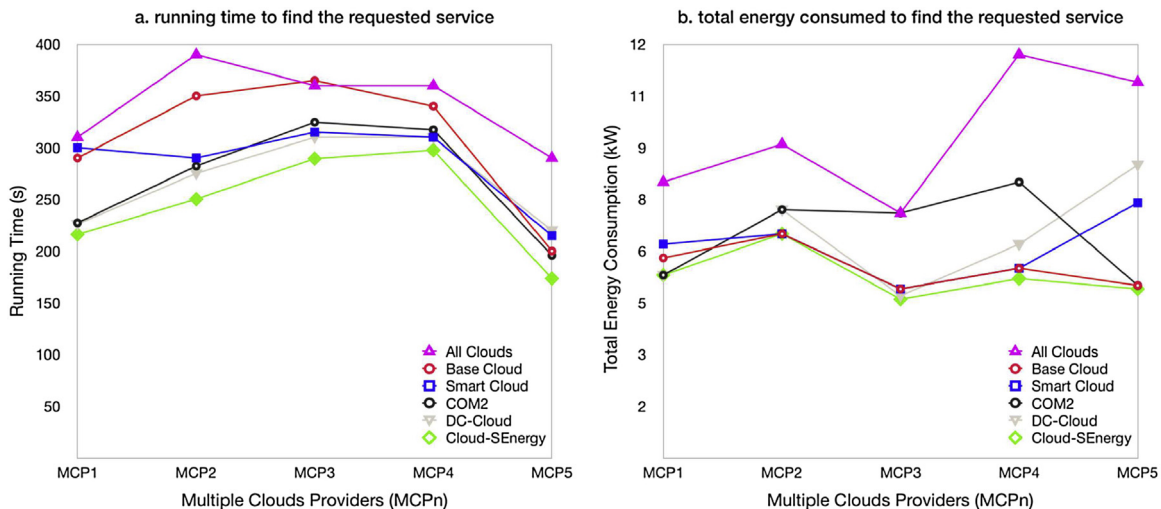 a. running time to find the requested service
400
350
300
250
200
150
100
50
Running Time (s)
All Clouds
Base Cloud
Smart Cloud
COM2
DC-Cloud
Cloud-SEnergy
MCP1 MCP2 MCP3 MCP4 MCP5
Multiple Clouds Providers (MCPn)
b. total energy consumed to find the requested service
12
11
9
8
6
5
3
2
Total Energy Consumption (kW)
All Clouds
Base Cloud
Smart Cloud
COM2
DC-Cloud
Cloud-SEnergy
MCP1 MCP2 MCP3 MCP4 MCP5
Multiple Clouds Providers (MCPn)